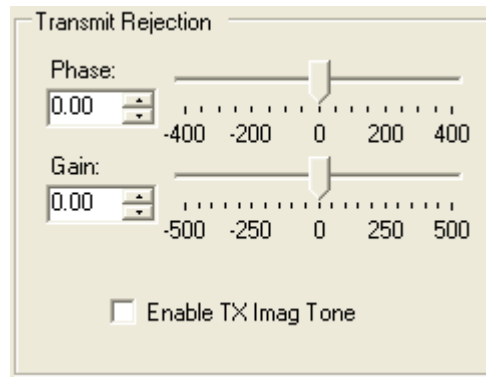 Transmit Rejection
Phase:
0.00
-400 -200 0 200 400
Gain:
0.00
-500 -250 0 250 500
Enable TX Imag Tone